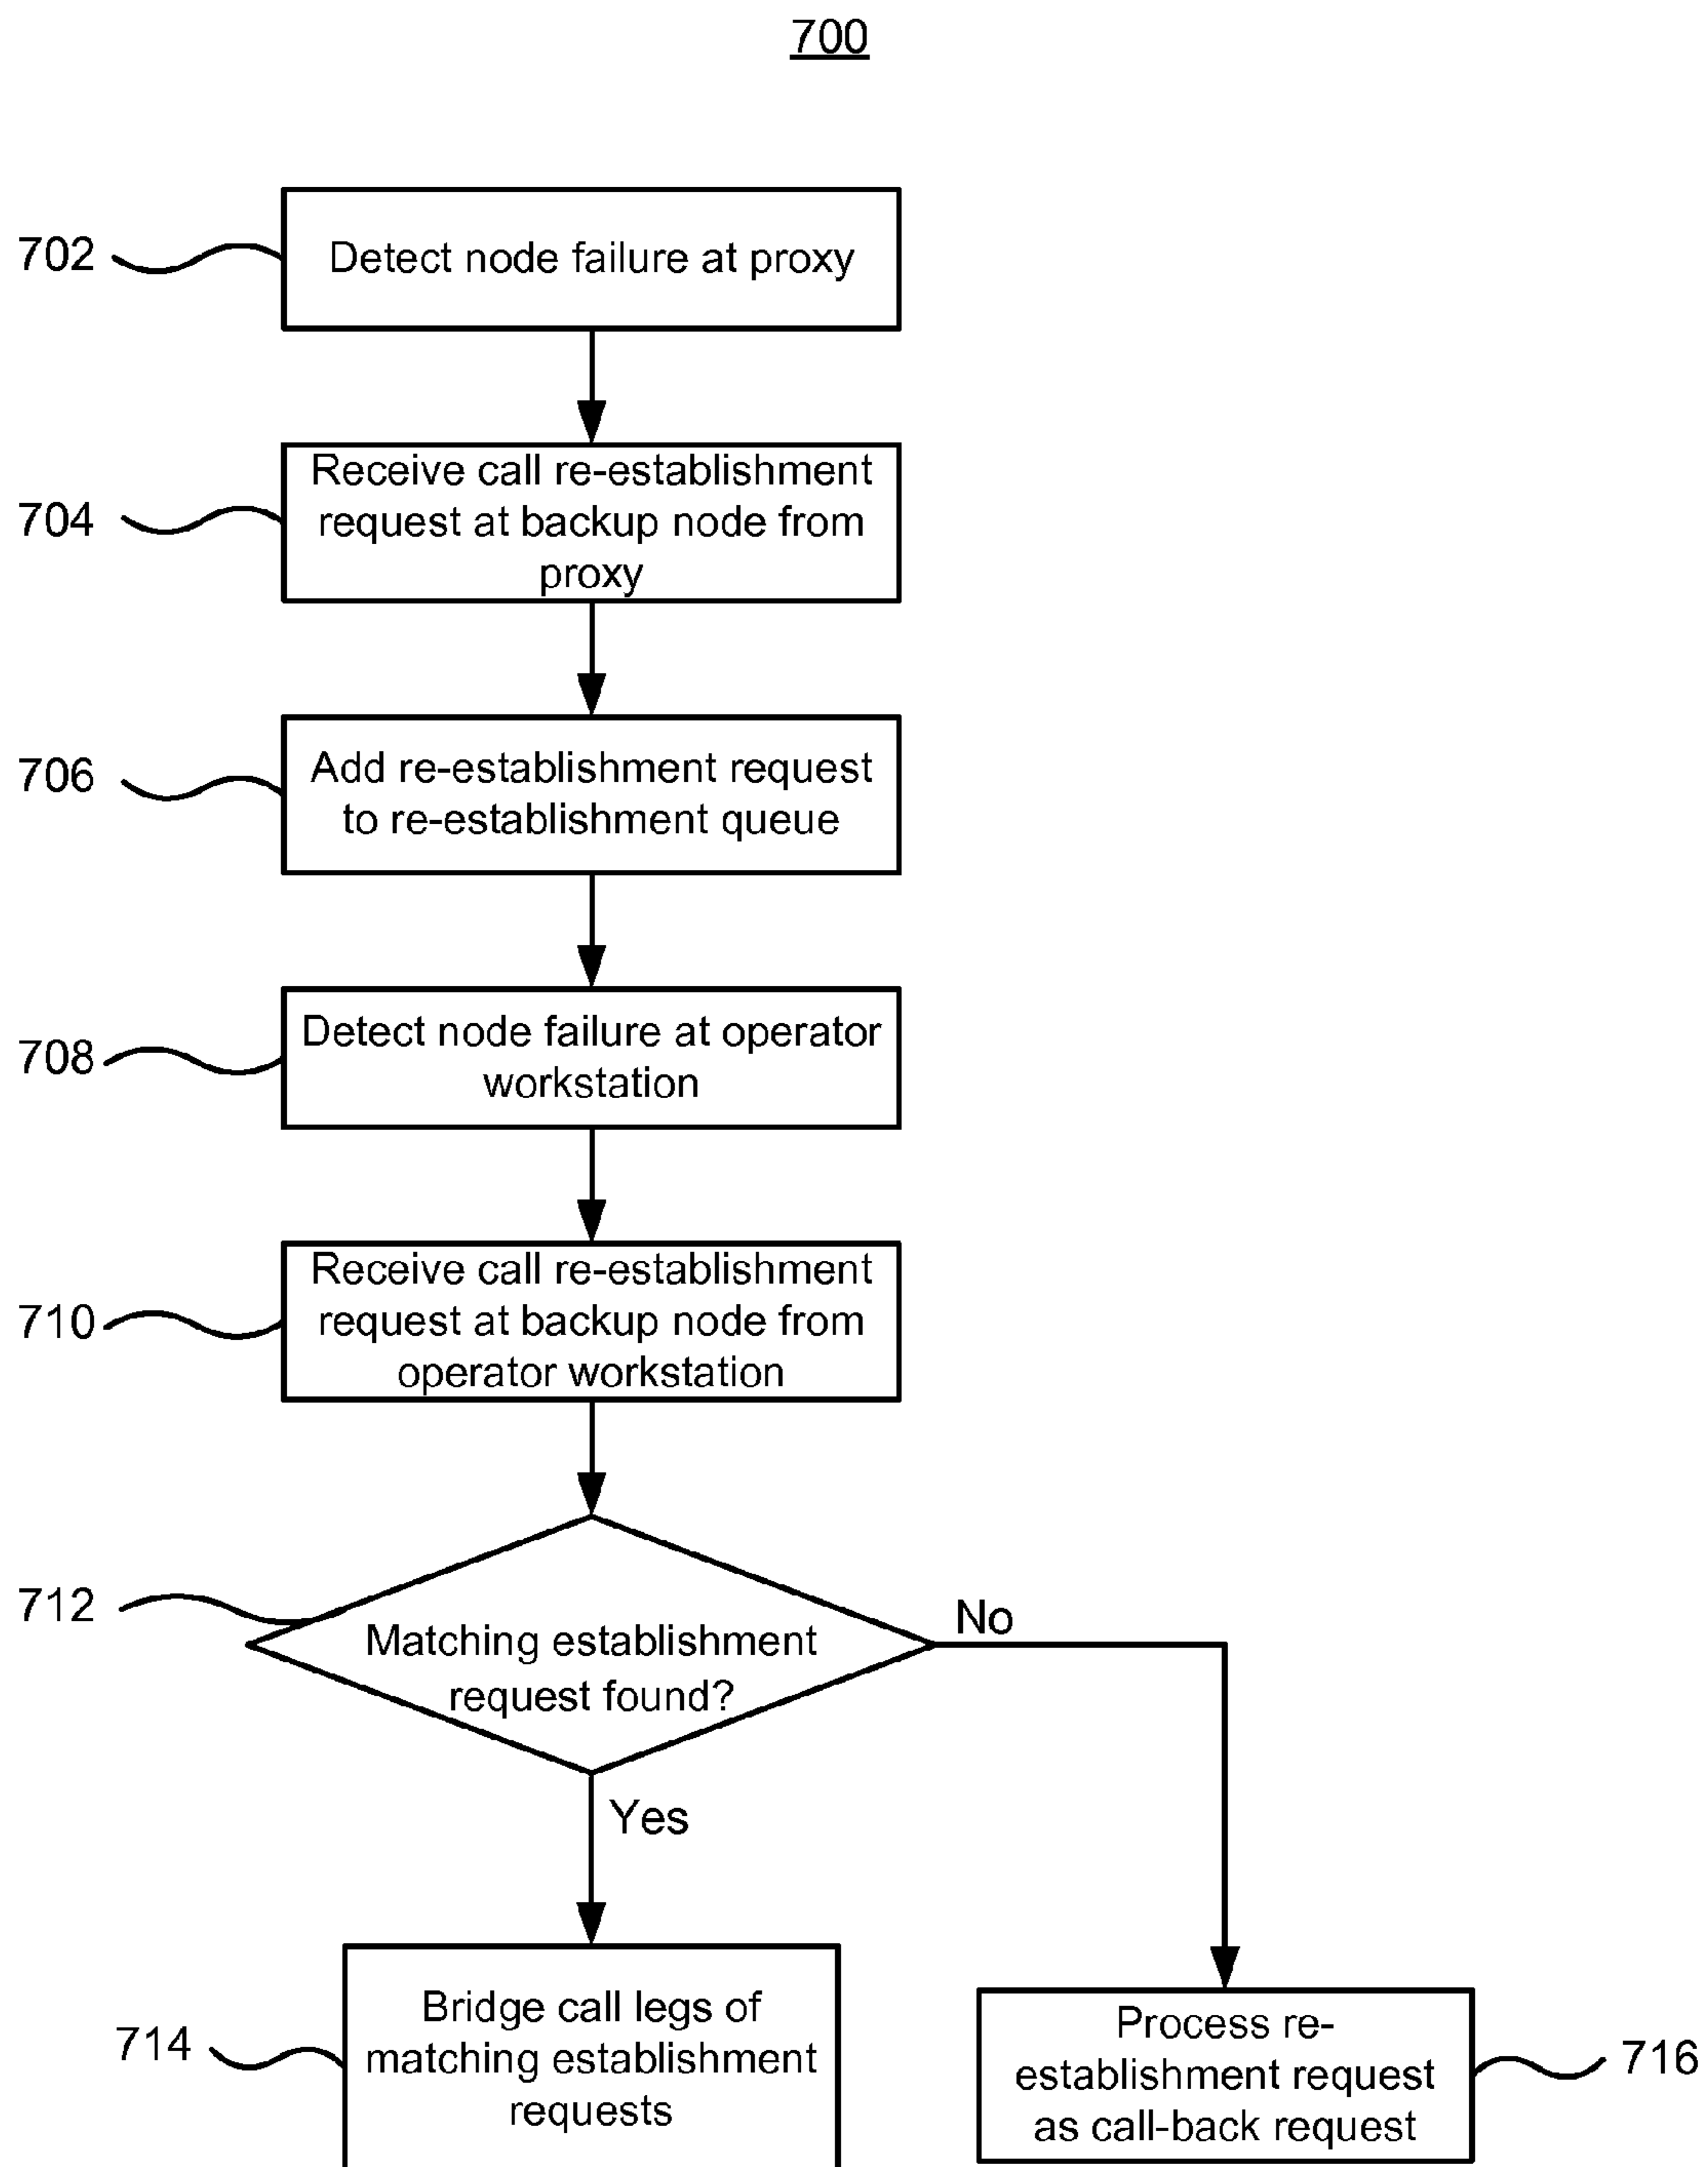 700
702
Detect node failure at proxy
704
Receive call re-establishment
request at backup node from
proxy
706
Add re-establishment request
to re-establishment queue
708
Detect node failure at operator
workstation
710
Receive call re-establishment
request at backup node from
operator workstation
712
Matching establishment
request found?
No
Yes
714
Bridge call legs of
matching establishment
requests
Process re-
establishment request
as call-back request
716